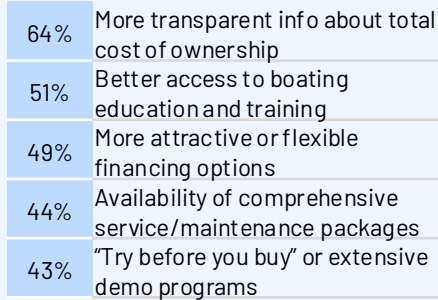 64% More transparent info about total
cost of ownership
51% Better access to boating
education and training
49% More attractive or flexible
financing options
44% Availability of comprehensive
service/maintenance packages
43% “Try before you buy” or extensive
demo programs